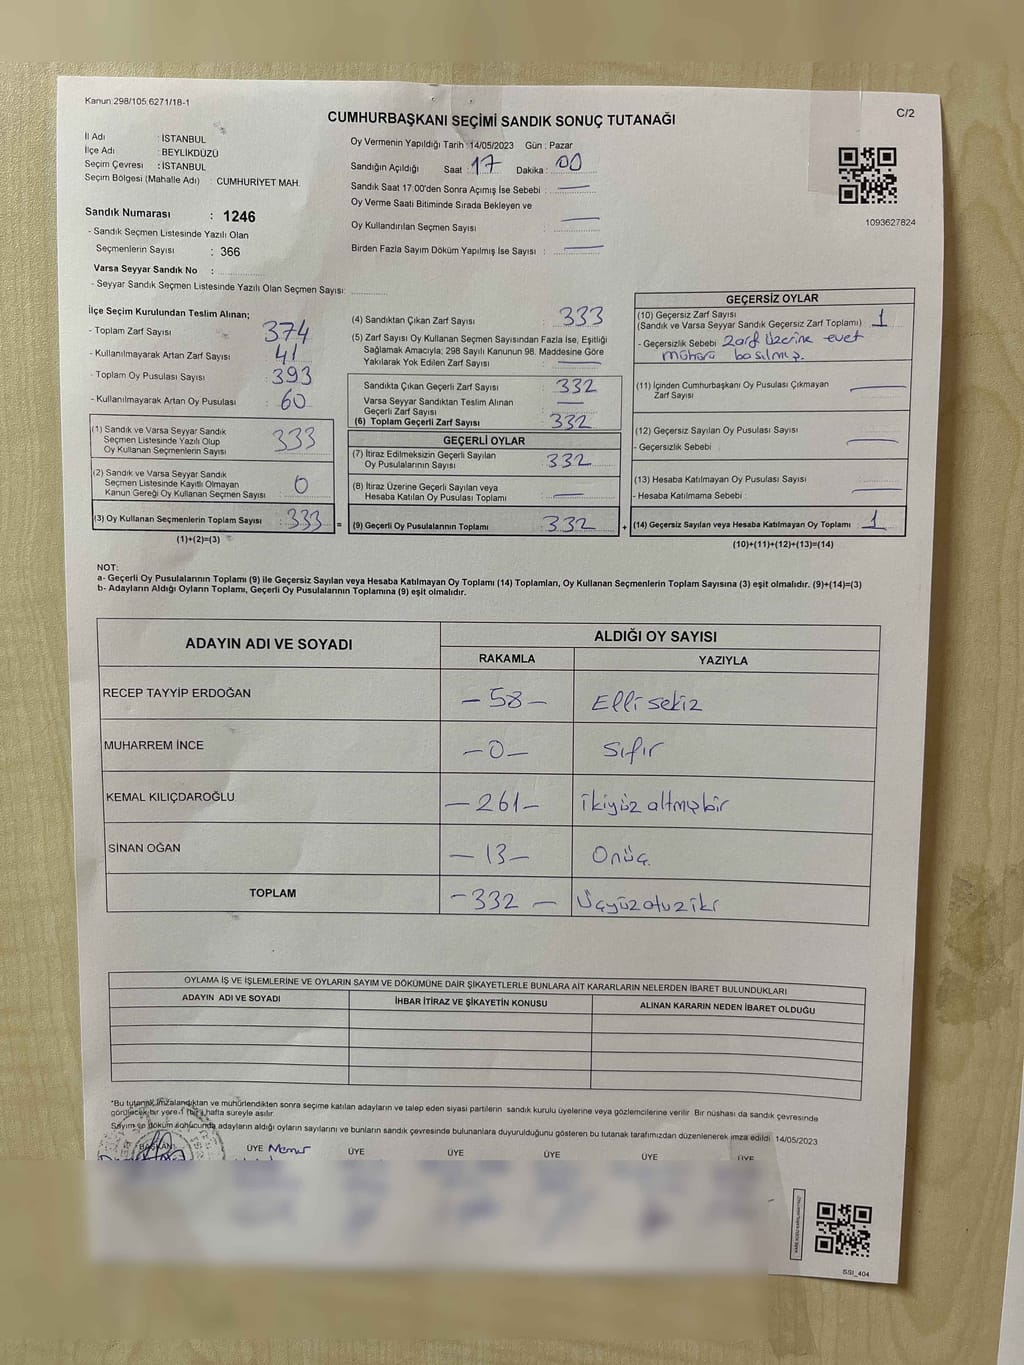 Kanun:298/105,6271/18-1
C/2
CUMHURBAŞKANI SEÇİMİ SANDIK SONUÇ TUTANAĞI
İl Adı : İSTANBUL
İlçe Adı : BEYLİKDÜZÜ
Seçim Çevresi : İSTANBUL
Seçim Bölgesi (Mahalle Adı) : CUMHURİYET MAH.
Sandık Numarası : 1246
- Sandık Seçmen Listesinde Yazılı Olan
Seçmenlerin Sayısı : 366
Varsa Seyyar Sandık No :
- Seyyar Sandık Seçmen Listesinde Yazılı Olan Seçmen Sayısı:
Oy Vermenin Yapıldığı Tarih :14/05/2023 Gün : Pazar
Sandığın Açıldığı Saat : 17 Dakika : 00
Sandık Saat 17:00'den Sonra Açımış İse Sebebi : —
Oy Verme Saati Bitiminde Sırada Bekleyen ve
Oy Kullandırılan Seçmen Sayısı : —
Birden Fazla Sayım Döküm Yapılmış İse Sayısı : —
1093627824
İlçe Seçim Kurulundan Teslim Alınan;
- Toplam Zarf Sayısı : 374
- Kullanılmayarak Artan Zarf Sayısı : 41
- Toplam Oy Pusulası Sayısı : 393
- Kullanılmayarak Artan Oy Pusulası : 60
(1) Sandık ve Varsa Seyyar Sandık
Seçmen Listesinde Yazılı Olup
Oy Kullanan Seçmenlerin Sayısı : 333
(2) Sandık ve Varsa Seyyar Sandık
Seçmen Listesinde Kayıtlı Olmayan
Kanun Gereği Oy Kullanan Seçmen Sayısı : 0
(3) Oy Kullanan Seçmenlerin Toplam Sayısı : 333 =
(1)+(2)=(3)
(4) Sandıktan Çıkan Zarf Sayısı : 333
(5) Zarf Sayısı Oy Kullanan Seçmen Sayısından Fazla İse, Eşitliği
Sağlamak Amacıyla; 298 Sayılı Kanunun 98. Maddesine Göre
Yakılarak Yok Edilen Zarf Sayısı : —
Sandıkta Çıkan Geçerli Zarf Sayısı : 332
Varsa Seyyar Sandıktan Teslim Alınan
Geçerli Zarf Sayısı : —
(6) Toplam Geçerli Zarf Sayısı : 332
GEÇERLİ OYLAR
(7) İtiraz Edilmeksizin Geçerli Sayılan
Oy Pusulalarının Sayısı : 332
(8) İtiraz Üzerine Geçerli Sayılan veya
Hesaba Katılan Oy Pusulası Toplamı : —
(9) Geçerli Oy Pusulalarının Toplamı : 332 +
GEÇERSİZ OYLAR
(10) Geçersiz Zarf Sayısı
(Sandık ve Varsa Seyyar Sandık Geçersiz Zarf Toplamı) : 1
- Geçersizlik Sebebi : Zarf üzerine evet
mührü basılmış.
(11) İçinden Cumhurbaşkanı Oy Pusulası Çıkmayan
Zarf Sayısı : —
(12) Geçersiz Sayılan Oy Pusulası Sayısı
- Geçersizlik Sebebi : —
(13) Hesaba Katılmayan Oy Pusulası Sayısı
- Hesaba Katılmama Sebebi : —
(14) Geçersiz Sayılan veya Hesaba Katılmayan Oy Toplamı : 1
(10)+(11)+(12)+(13)=(14)
NOT:
a- Geçerli Oy Pusulalarının Toplamı (9) ile Geçersiz Sayılan veya Hesaba Katılmayan Oy Toplamı (14) Toplamları, Oy Kullanan Seçmenlerin Toplam Sayısına (3) eşit olmalıdır. (9)+(14)=(3)
b- Adayların Aldığı Oyların Toplamı, Geçerli Oy Pusulalarının Toplamına (9) eşit olmalıdır.
ADAYIN ADI VE SOYADI ALDIĞI OY SAYISI
RAKAMLA YAZIYLA
RECEP TAYYİP ERDOĞAN -58- Elli sekiz
MUHARREM İNCE -0- Sıfır
KEMAL KILIÇDAROĞLU -261- ikiyüz altmışbir
SİNAN OĞAN -13- Onüç
TOPLAM -332- Üçyüzotuziki
OYLAMA İŞ VE İŞLEMLERİNE VE OYLARIN SAYIM VE DÖKÜMÜNE DAİR ŞİKAYETLERLE BUNLARA AİT KARARLARIN NELERDEN İBARET BULUNDUKLARI
ADAYIN ADI VE SOYADI İHBAR İTİRAZ VE ŞİKAYETİN KONUSU ALINAN KARARIN NEDEN İBARET OLDUĞU
*Bu tutanak imzalandıktan ve mühürlendikten sonra seçime katılan adayların ve talep eden siyasi partilerin sandık kurulu üyelerine veya gözlemcilerine verilir. Bir nüshası da sandık çevresinde
görülecek bir yere 1 (bir) hafta süreyle asılır.
Sayım ve döküm sonucunda adayların aldığı oyların sayılarını ve bunların sandık çevresinde bulunanlara duyurulduğunu gösteren bu tutanak tarafımızdan düzenlenerek imza edildi. 14/05/2023
BAŞKAN ÜYE Memur ÜYE ÜYE ÜYE ÜYE ÜYE
SSI_404